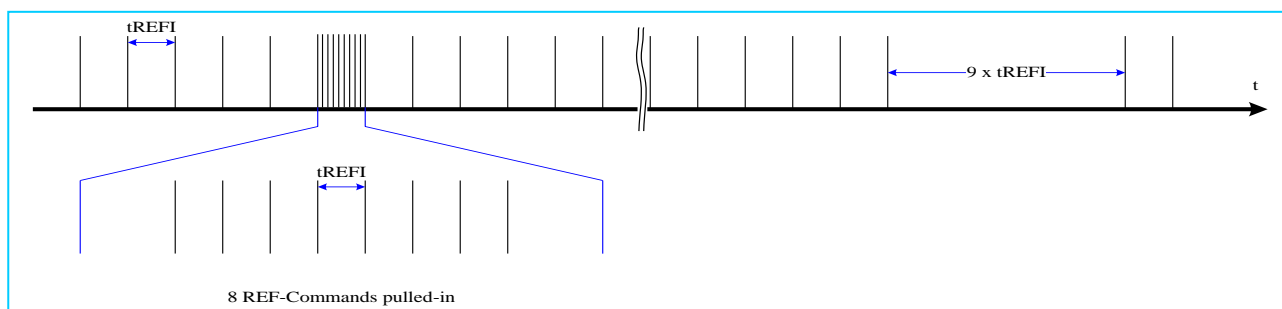 tREFI
9 x tREFI
t
tREFI
8 REF-Commands pulled-in